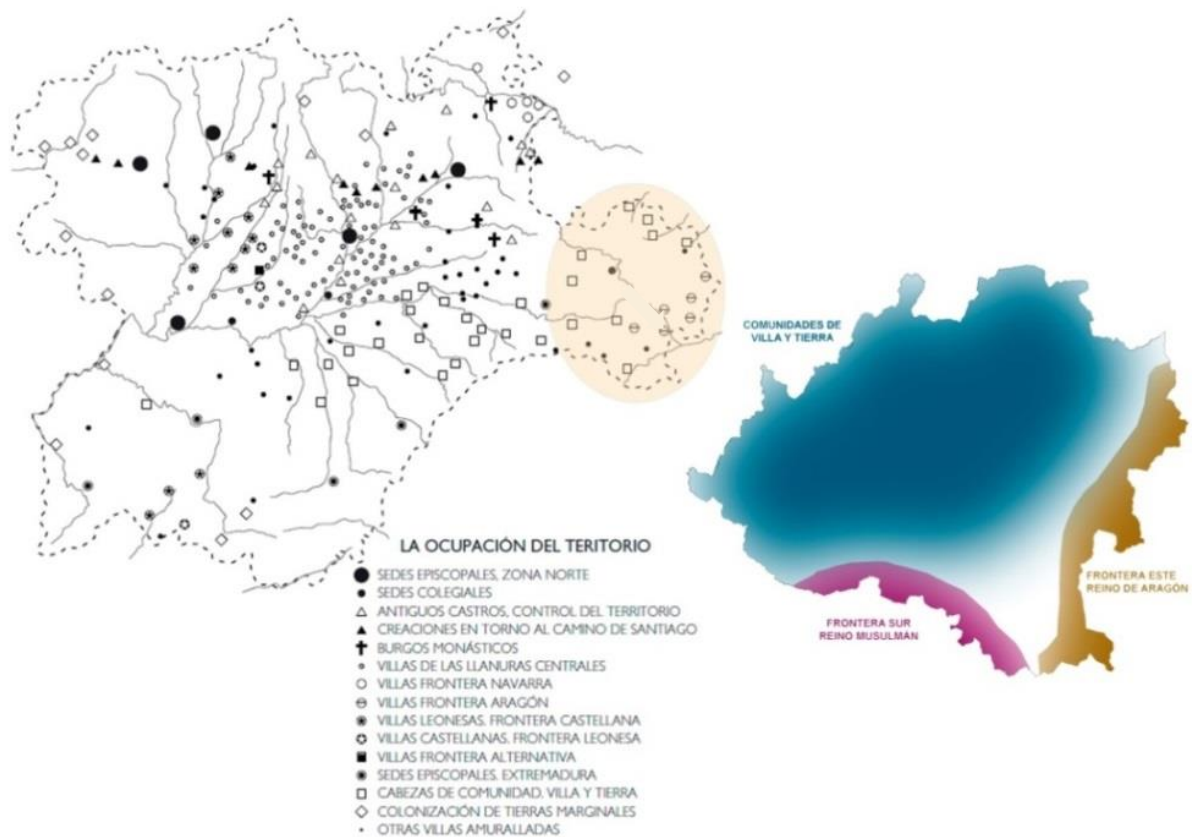 COMUNIDADES DE
VILLA Y TIERRA
FRONTERA ESTE
REINO DE ARAGÓN
FRONTERA SUR
REINO MUSULMÁN
LA OCUPACIÓN DEL TERITORIO
SEDES EPISCOPALES, ZONA NORTE
SEDES COLEGIALES
ANTIGUOS CASTROS, CONTROL DEL TERRITORIO
CREACIONES EN TORNO AL CAMINO DE SANTIAGO
BURGOS MONÁSTICOS
VILLAS DE LAS LLANURAS CENTRALES
VILLAS FRONTERA NAVARRA
VILLAS FRONTERA ARAGÓN
VILLAS LEONESAS. FRONTERA CASTELLANA
VILLAS CASTELLANAS. FRONTERA LEONESA
VILLAS FRONTERA ALTERNATIVA
SEDES EPISCOPALES. EXTREMADURA
CABEZAS DE COMUNIDAD. VILLA Y TIERRA
COLONIZACIÓN DE TIERRAS MARGINALES
OTRAS VILLAS AMURALLADAS